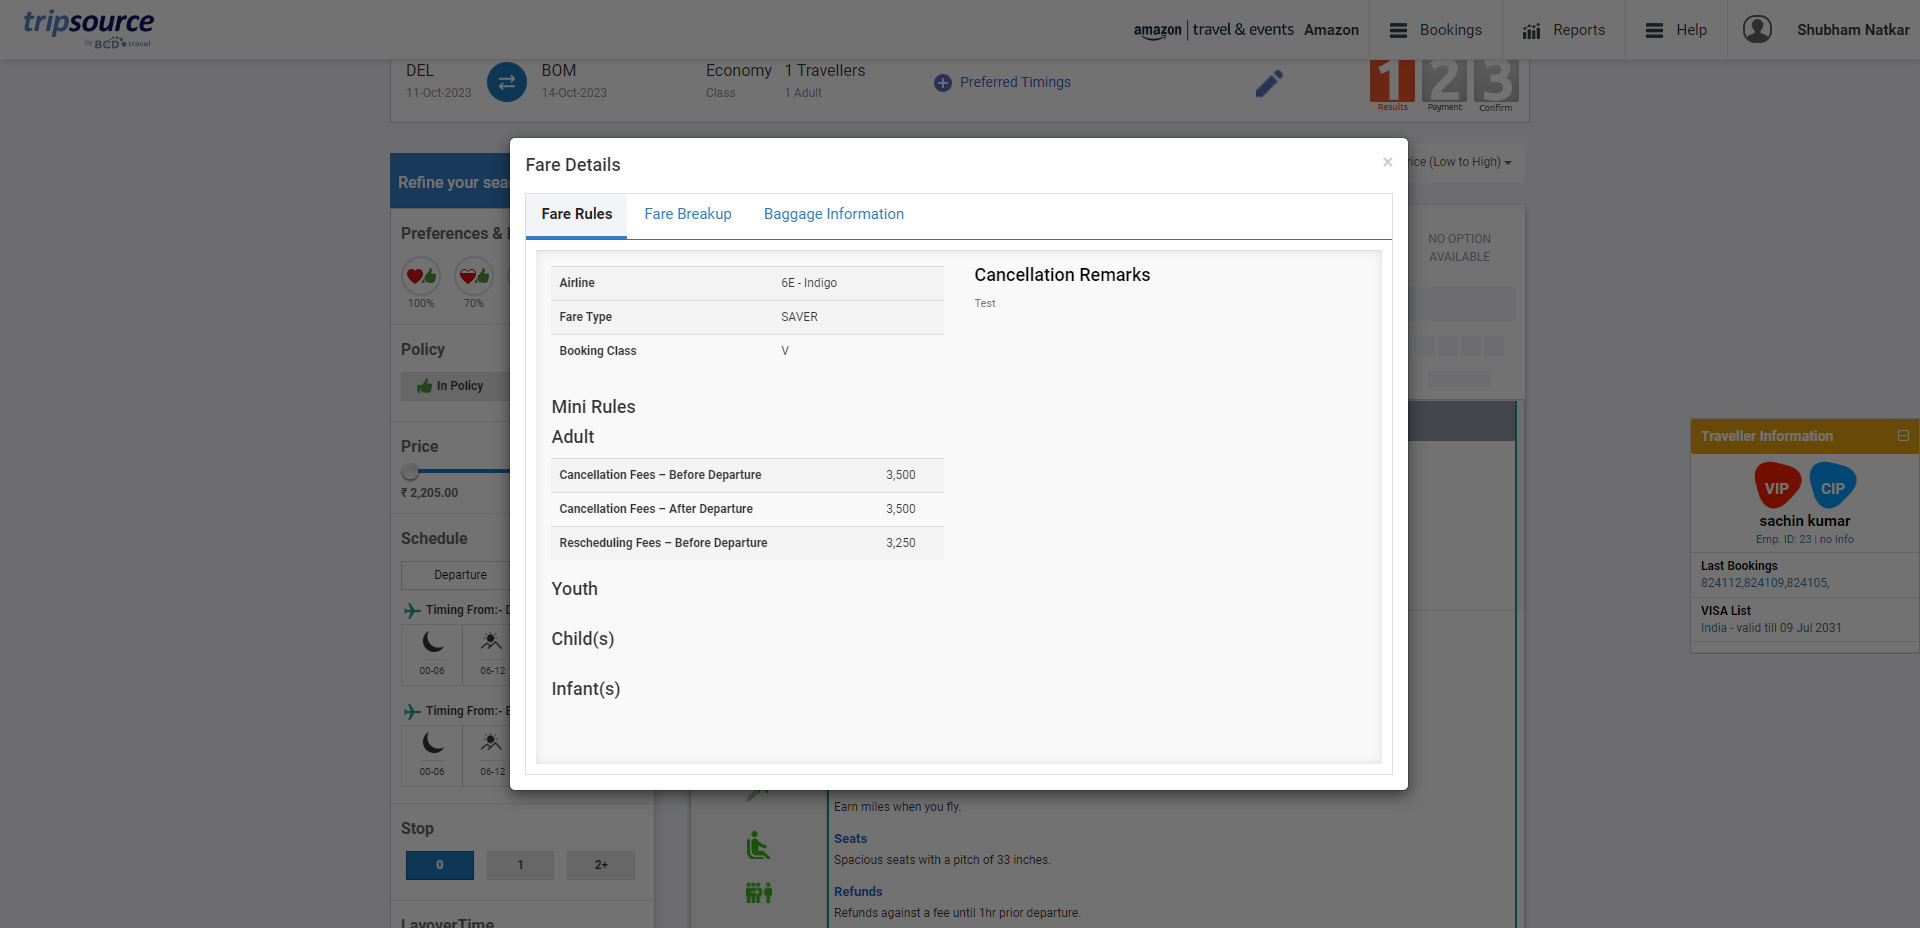 tripsource
by BCD travel
amazon | travel & events Amazon
Bookings
Reports
Help
Shubham Natkar
DEL
11-Oct-2023
BOM
14-Oct-2023
Economy
Class
1 Travellers
1 Adult
Preferred Timings
1 2 3
Results Payment Confirm
Refine your sea
rice (Low to High)
Preferences &
100% 70%
Policy
In Policy
Price
₹ 2,205.00
Schedule
Departure
Timing From:-
00-06 06-12
Timing From:-
00-06 06-12
Stop
0 1 2+
LayoverTime
Fare Details
×
Fare Rules Fare Breakup Baggage Information
Airline 6E - Indigo
Fare Type SAVER
Booking Class V
Mini Rules
Adult
Cancellation Fees – Before Departure 3,500
Cancellation Fees – After Departure 3,500
Rescheduling Fees – Before Departure 3,250
Youth
Child(s)
Infant(s)
Cancellation Remarks
Test
NO OPTION
AVAILABLE
Earn miles when you fly.
Seats
Spacious seats with a pitch of 33 inches.
Refunds
Refunds against a fee until 1hr prior departure.
Traveller Information
VIP CIP
sachin kumar
Emp. ID: 23 | no Info
Last Bookings
824112,824109,824105,
VISA List
India - valid till 09 Jul 2031